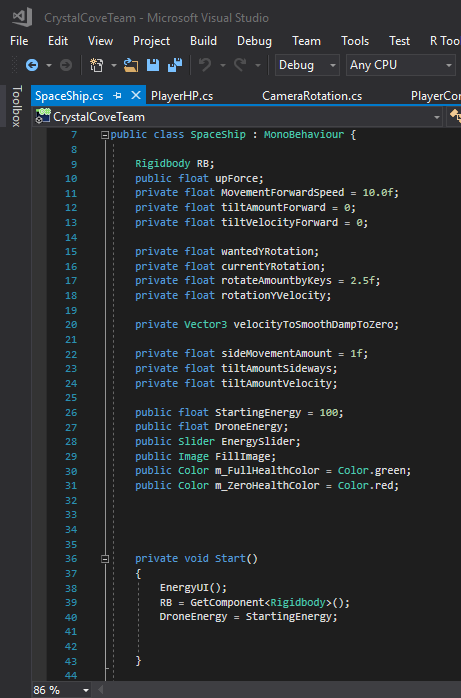 CrystalCoveTeam - Microsoft Visual Studio
File Edit View Project Build Debug Team Tools Test R Too
Debug Any CPU
Toolbox
SpaceShip.cs PlayerHP.cs CameraRotation.cs PlayerCon
CrystalCoveTeam
7 public class SpaceShip : MonoBehaviour {
8
9 Rigidbody RB;
10 public float upForce;
11 private float MovementForwardSpeed = 10.0f;
12 private float tiltAmountForward = 0;
13 private float tiltVelocityForward = 0;
14
15 private float wantedYRotation;
16 private float currentYRotation;
17 private float rotateAmountbyKeys = 2.5f;
18 private float rotationYVelocity;
19
20 private Vector3 velocityToSmoothDampToZero;
21
22 private float sideMovementAmount = 1f;
23 private float tiltAmountSideways;
24 private float tiltAmountVelocity;
25
26 public float StartingEnergy = 100;
27 public float DroneEnergy;
28 public Slider EnergySlider;
29 public Image FillImage;
30 public Color m_FullHealthColor = Color.green;
31 public Color m_ZeroHealthColor = Color.red;
32
33
34
35
36 private void Start()
37 {
38 EnergyUI();
39 RB = GetComponent<Rigidbody>();
40 DroneEnergy = StartingEnergy;
41
42
43 }
44
86 %